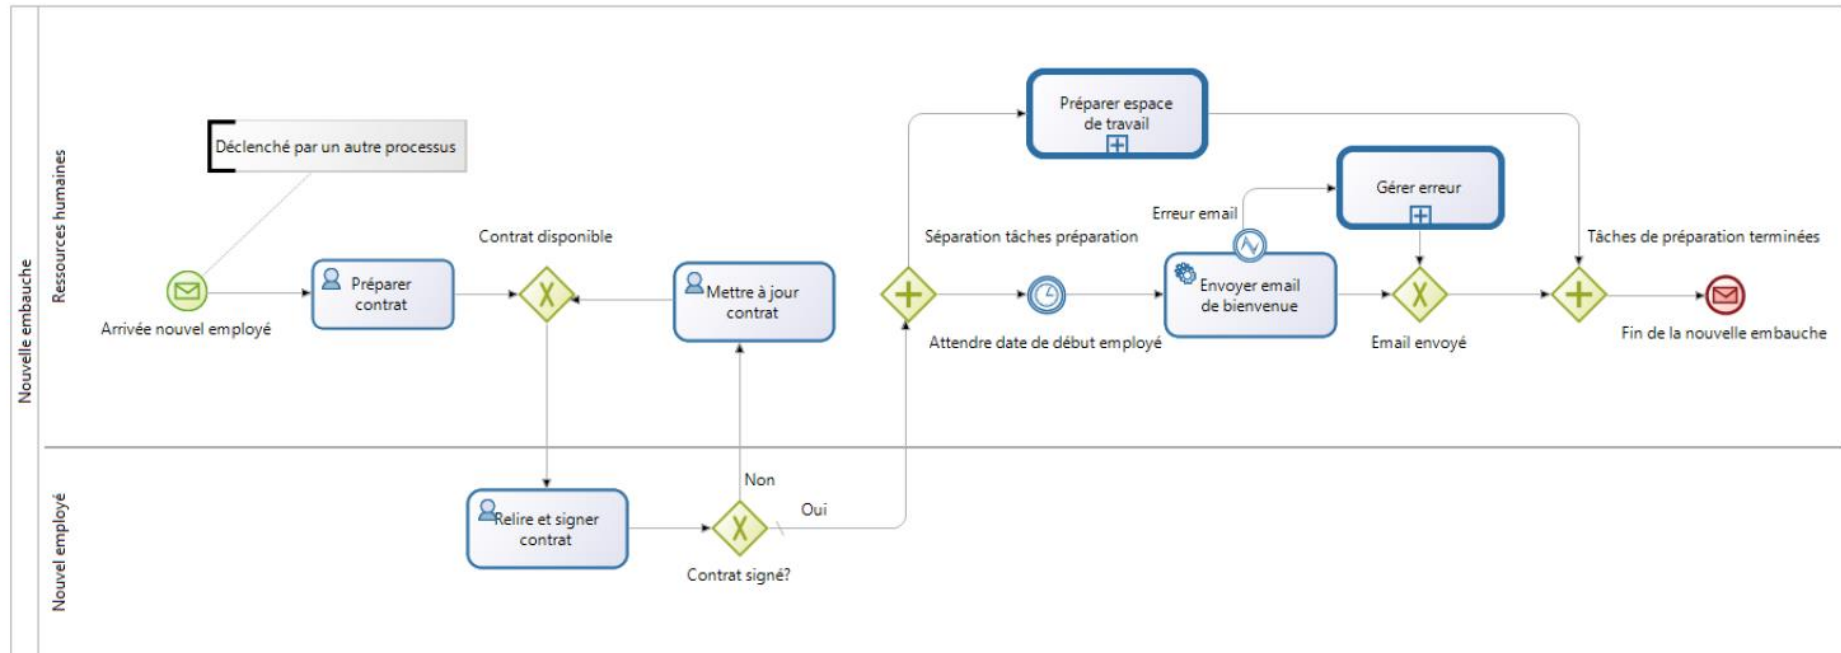 Nouvelle embauche
Ressources humaines
Déclenché par un autre processus
Arrivée nouvel employé
Préparer
contrat
Contrat disponible
Mettre à jour
contrat
Préparer espace
de travail
Séparation tâches préparation
Attendre date de début employé
Erreur email
Gérer erreur
Envoyer email
de bienvenue
Email envoyé
Tâches de préparation terminées
Fin de la nouvelle embauche
Nouvel employé
Relire et signer
contrat
Non
Oui
Contrat signé?